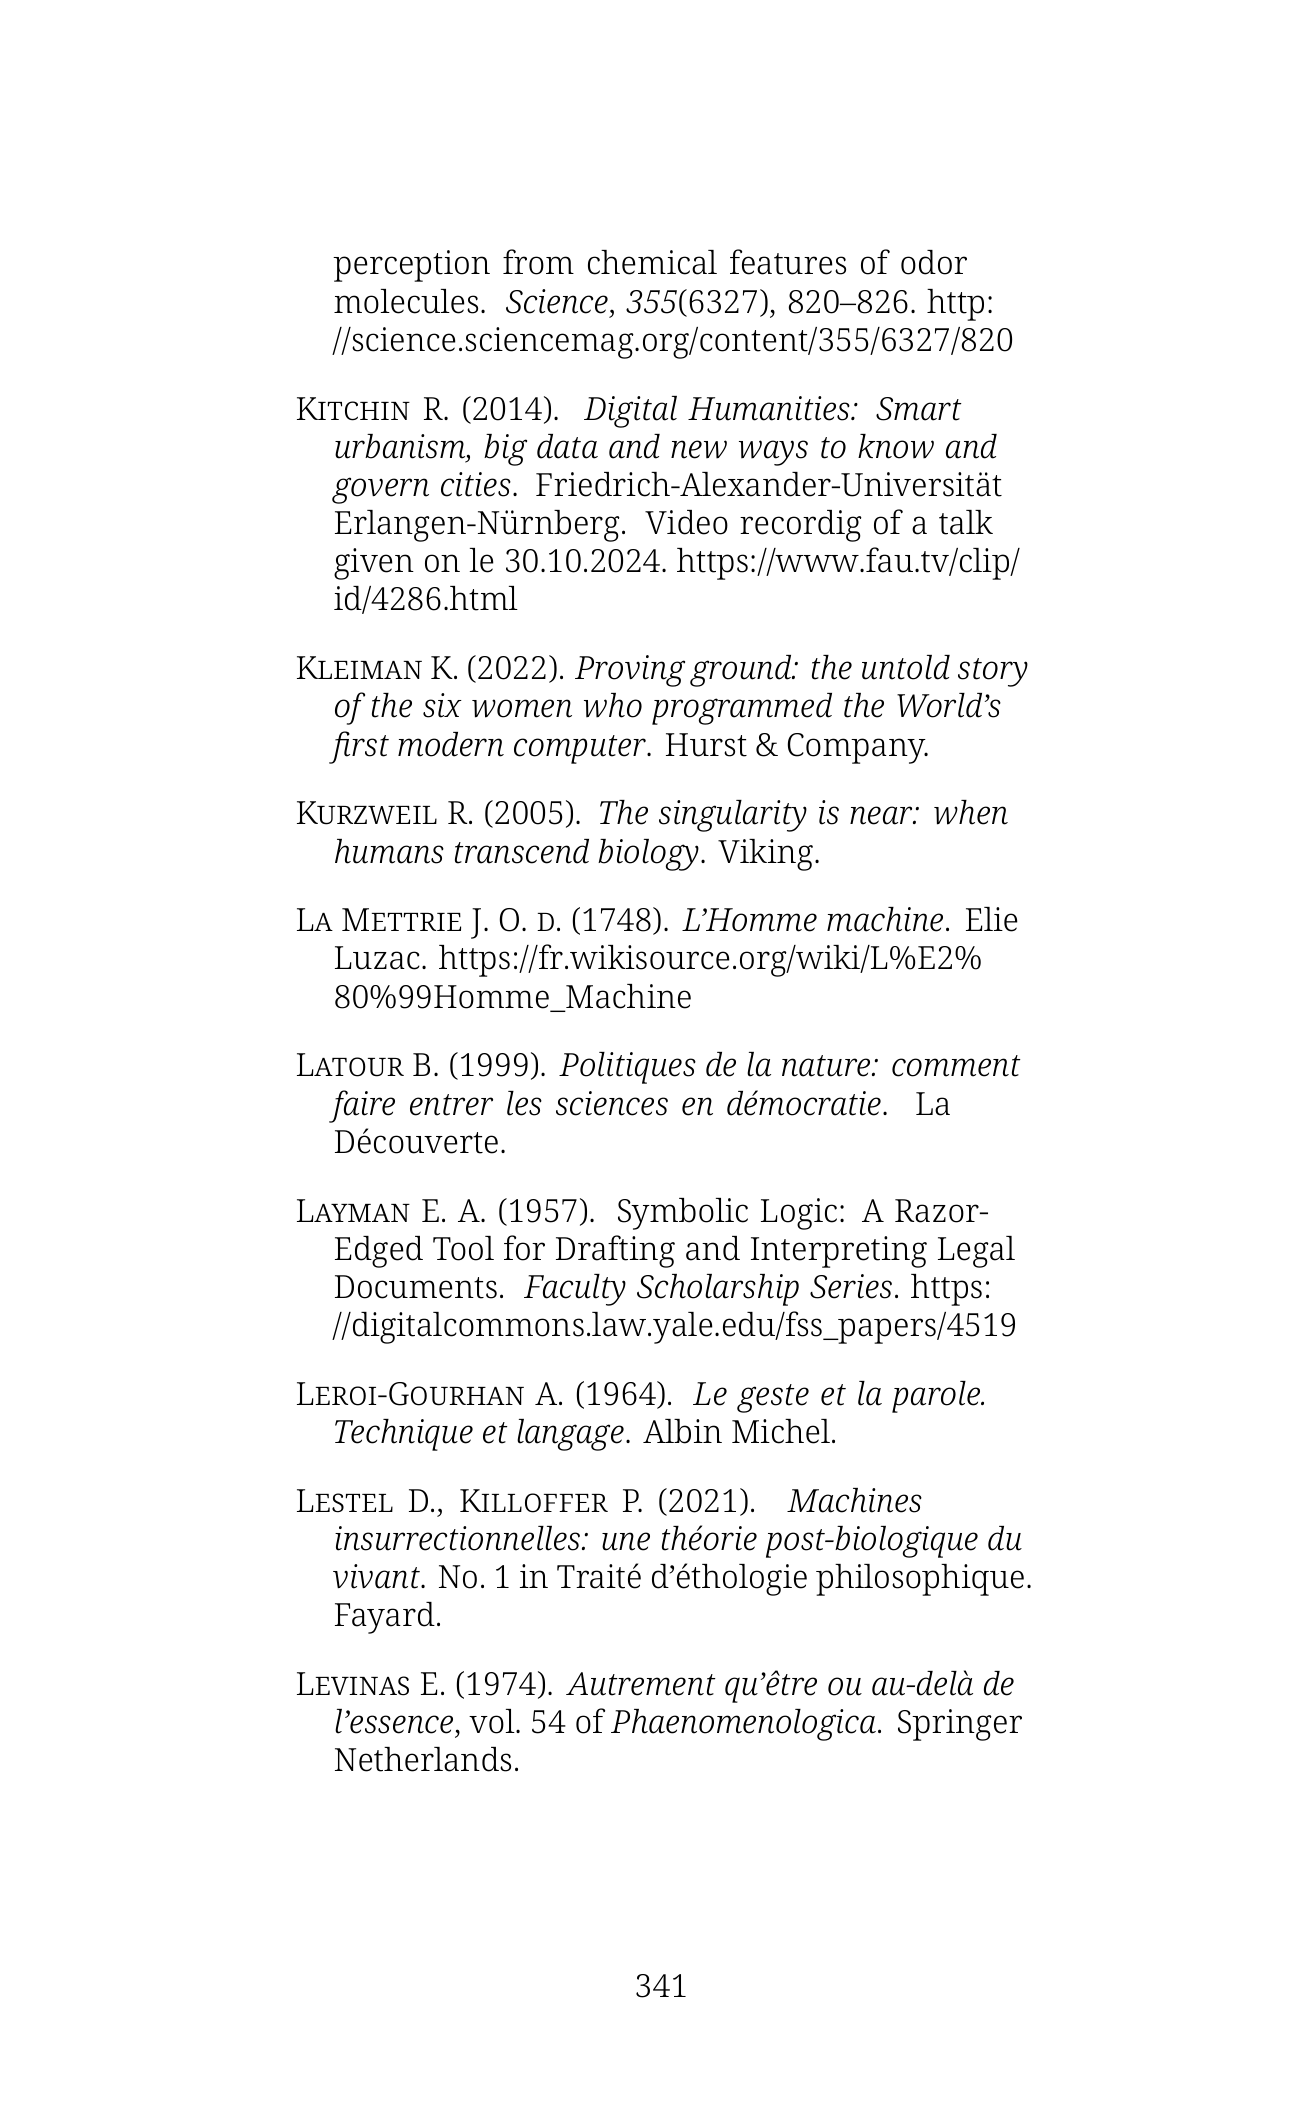 perception from chemical features of odor
molecules. Science, 355(6327), 820–826. http:
//science.sciencemag.org/content/355/6327/820
KITCHIN R. (2014). Digital Humanities: Smart
urbanism, big data and new ways to know and
govern cities. Friedrich-Alexander-Universität
Erlangen-Nürnberg. Video recordig of a talk
given on le 30.10.2024. https://www.fau.tv/clip/
id/4286.html
KLEIMAN K. (2022). Proving ground: the untold story
of the six women who programmed the World’s
first modern computer. Hurst & Company.
KURZWEIL R. (2005). The singularity is near: when
humans transcend biology. Viking.
LA METTRIE J. O. D. (1748). L’Homme machine. Elie
Luzac. https://fr.wikisource.org/wiki/L%E2%
80%99Homme_Machine
LATOUR B. (1999). Politiques de la nature: comment
faire entrer les sciences en démocratie. La
Découverte.
LAYMAN E. A. (1957). Symbolic Logic: A Razor-
Edged Tool for Drafting and Interpreting Legal
Documents. Faculty Scholarship Series. https:
//digitalcommons.law.yale.edu/fss_papers/4519
LEROI-GOURHAN A. (1964). Le geste et la parole.
Technique et langage. Albin Michel.
LESTEL D., KILLOFFER P. (2021). Machines
insurrectionnelles: une théorie post-biologique du
vivant. No. 1 in Traité d’éthologie philosophique.
Fayard.
LEVINAS E. (1974). Autrement qu’être ou au-delà de
l’essence, vol. 54 of Phaenomenologica. Springer
Netherlands.
341